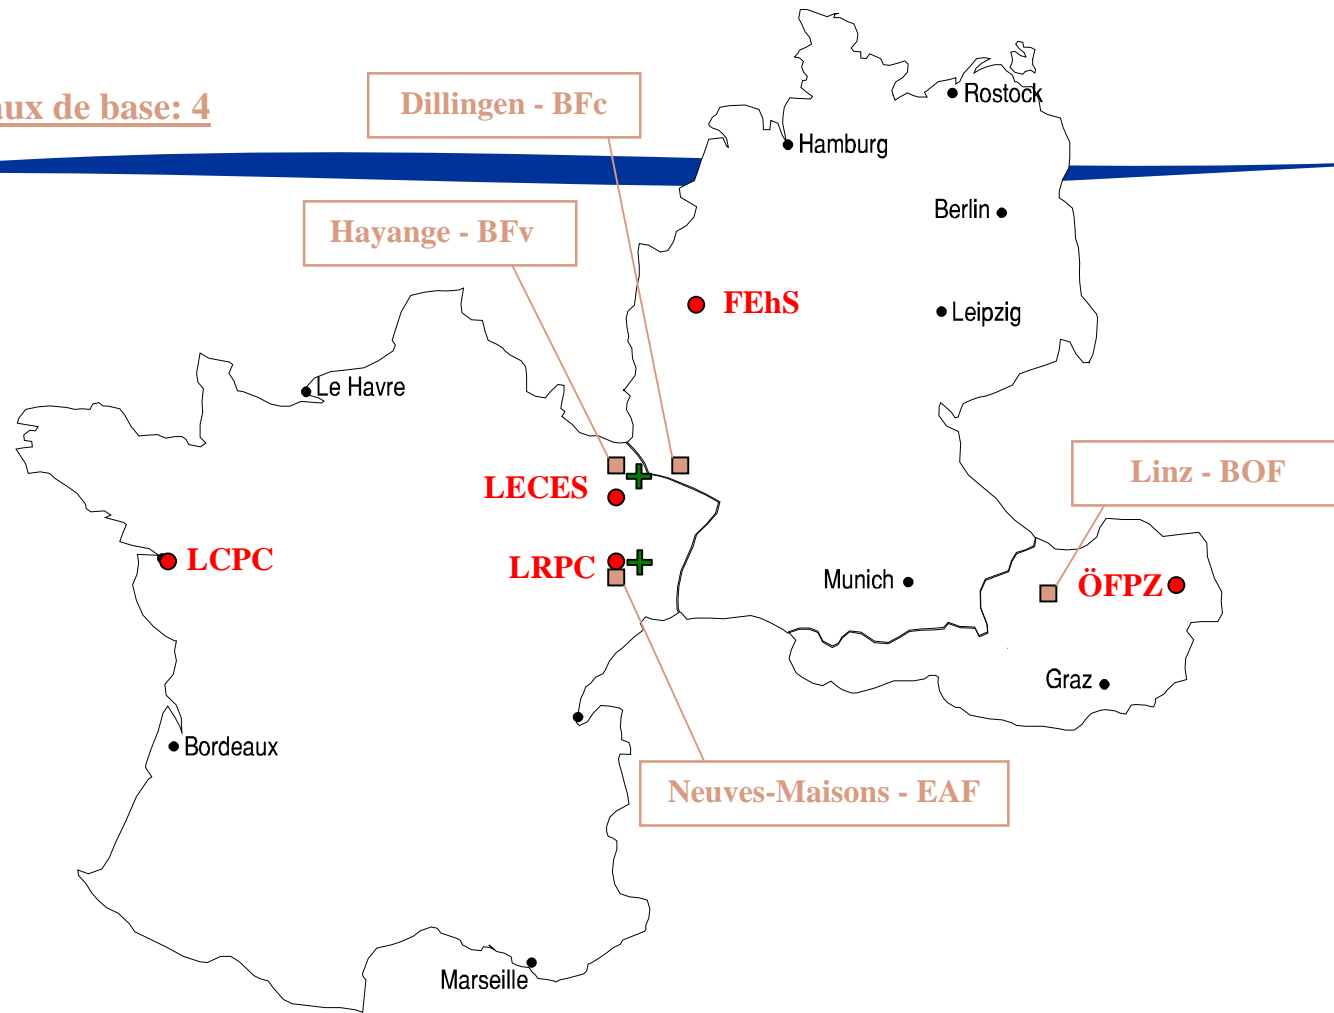 aux de base: 4
Dillingen - BFc
Rostock
Hamburg
Berlin
Hayange - BFv
FEhS
Leipzig
Le Havre
LECES
Linz - BOF
LCPC
LRPC
Munich
ÖFPZ
Graz
Bordeaux
Neuves-Maisons - EAF
Marseille